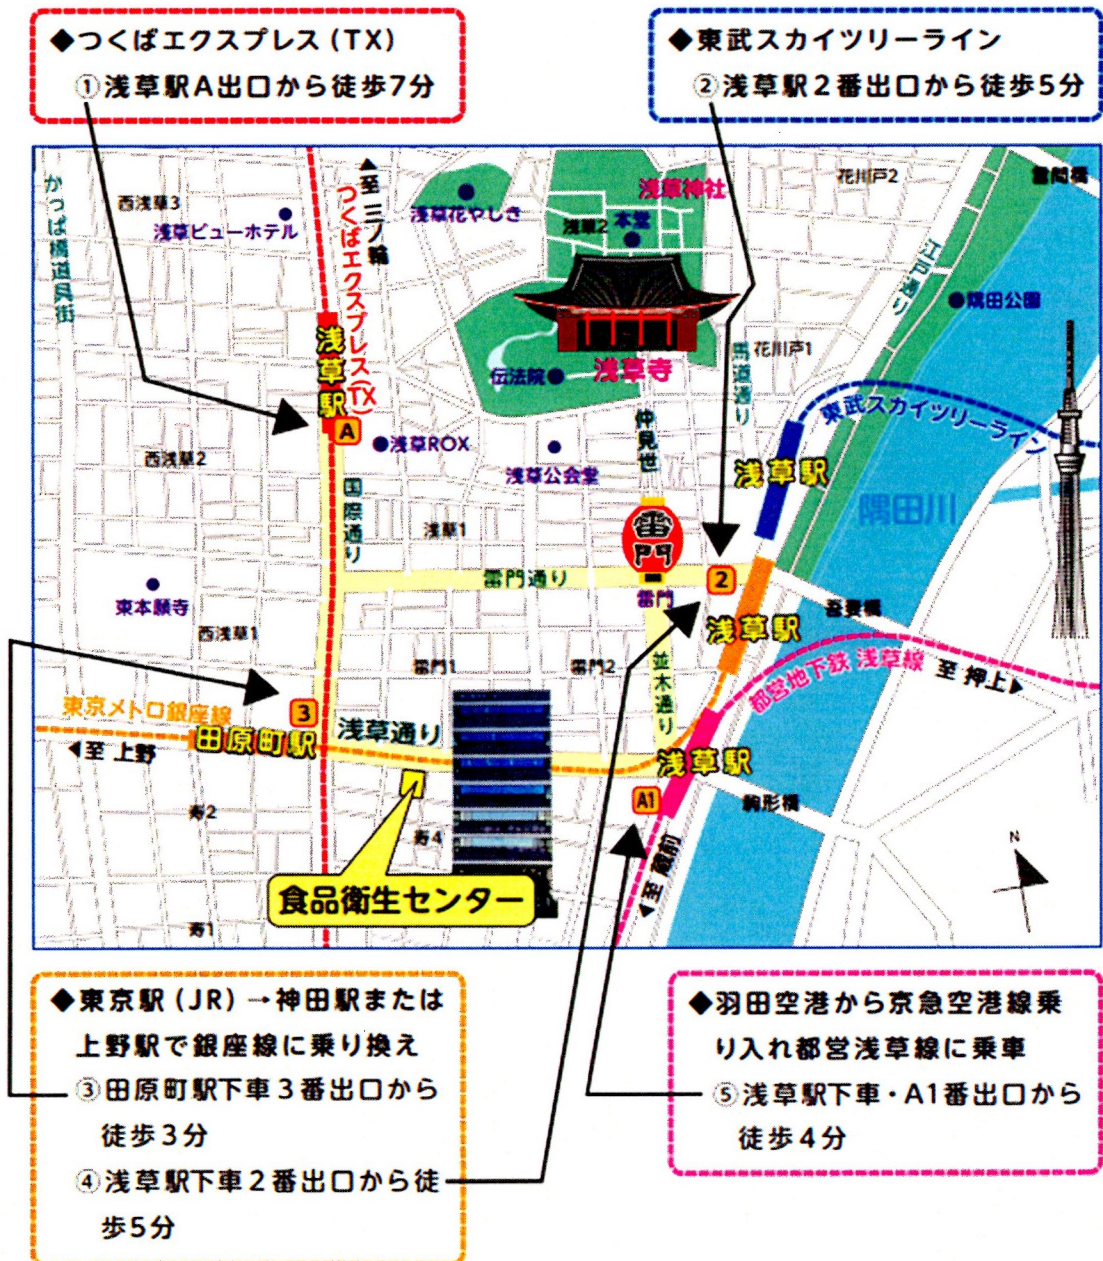 ◆つくばエクスプレス(TX)
①浅草駅A出口から徒歩7分
◆東武スカイツリーライン
②浅草駅2番出口から徒歩5分
かっぱ橋道具街
西浅草3
浅草ビューホテル
▲至 三ノ輪
つくばエクスプレス(TX)
浅草花やしき
浅草神社
浅草2
本堂
花川戸2
言問橋
江戸通り
隅田公園
浅草寺
伝法院
馬道通り
花川戸1
浅草駅
A
浅草ROX
西浅草2
国際通り
浅草公会堂
仲見世
東武スカイツリーライン
浅草駅
隅田川
浅草1
雷門
雷門通り
雷門
2
吾妻橋
浅草駅
東本願寺
西浅草1
雷門1
雷門2
並木通り
都営地下鉄 浅草線
至 押上▶
東京メトロ銀座線
3
田原町駅
◀至 上野
浅草通り
浅草駅
A1
駒形橋
寿2
寿4
◀至 蔵前
N
食品衛生センター
寿1
◆東京駅(JR)→神田駅または
上野駅で銀座線に乗り換え
③田原町駅下車3番出口から
徒歩3分
④浅草駅下車2番出口から徒
歩5分
◆羽田空港から京急空港線乗
り入れ都営浅草線に乗車
⑤浅草駅下車・A1番出口から
徒歩4分